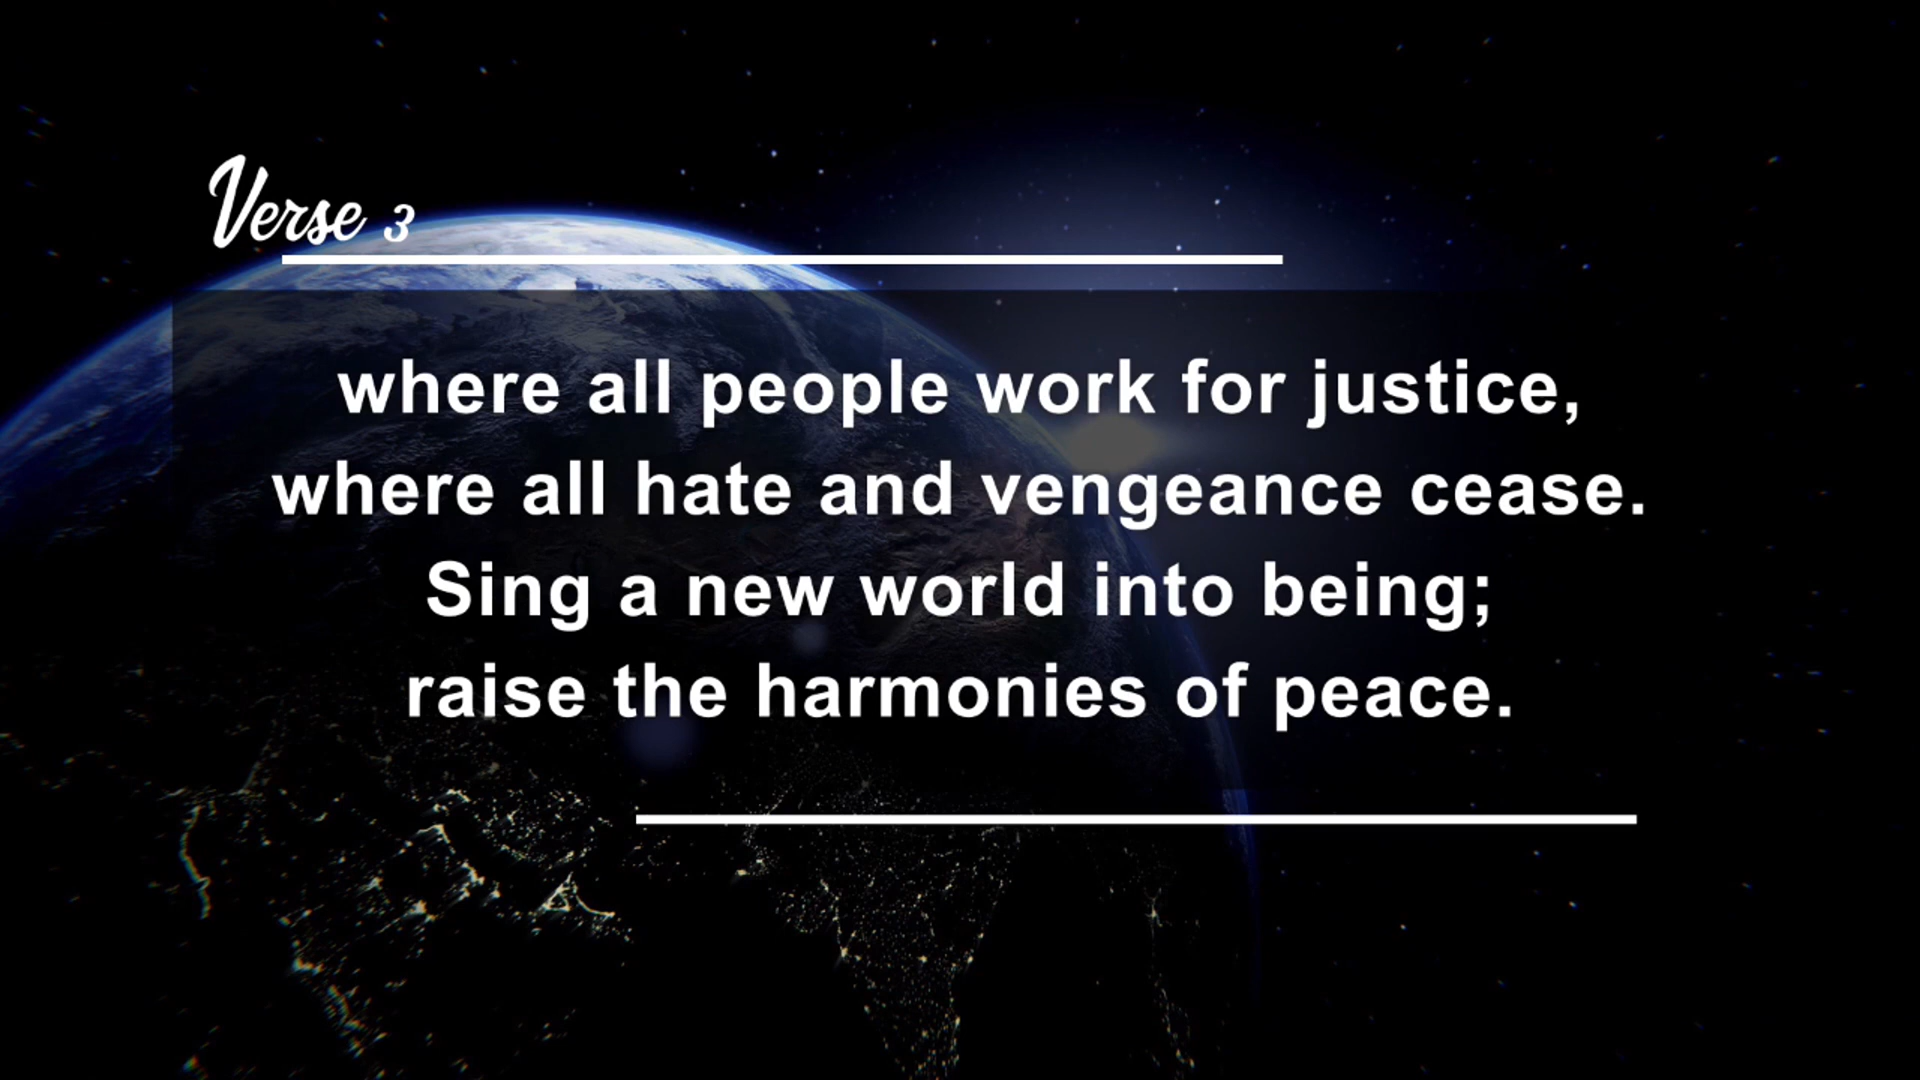 Verse 3
where all people work for justice,
where all hate and vengeance cease.
Sing a new world into being;
raise the harmonies of peace.